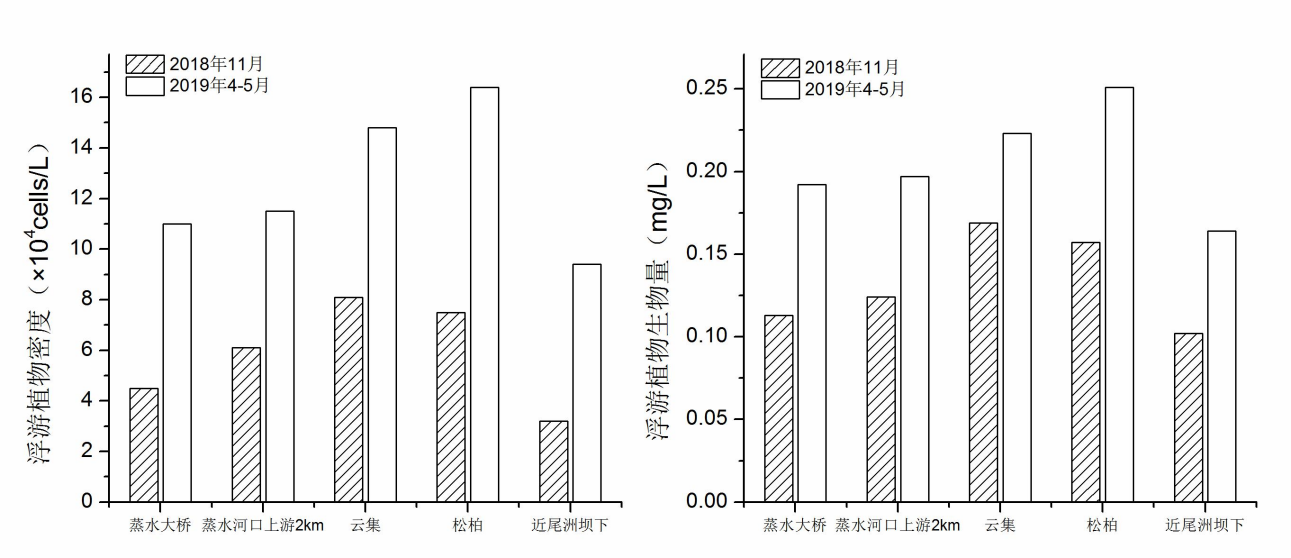 2018年11月
2019年4-5月
浮游植物密度（×10⁴cells/L）
16
14
12
10
8
6
4
2
0
蒸水大桥 蒸水河口上游2km 云集 松柏 近尾洲坝下
2018年11月
2019年4-5月
浮游植物生物量（mg/L）
0.25
0.20
0.15
0.10
0.05
0.00
蒸水大桥 蒸水河口上游2km 云集 松柏 近尾洲坝下